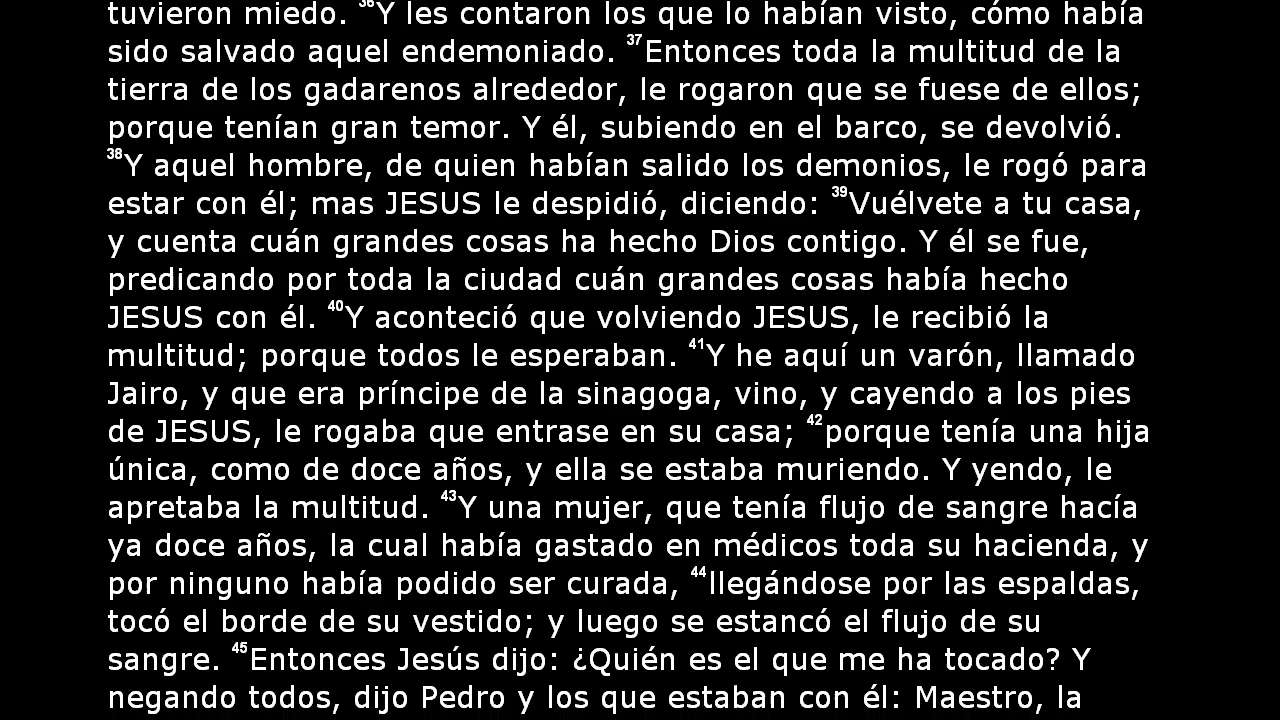 tuvieron miedo. 36Y les contaron los que lo habían visto, cómo había
sido salvado aquel endemoniado. 37Entonces toda la multitud de la
tierra de los gadarenos alrededor, le rogaron que se fuese de ellos;
porque tenían gran temor. Y él, subiendo en el barco, se devolvió.
38Y aquel hombre, de quien habían salido los demonios, le rogó para
estar con él; mas JESUS le despidió, diciendo: 39Vuélvete a tu casa,
y cuenta cuán grandes cosas ha hecho Dios contigo. Y él se fue,
predicando por toda la ciudad cuán grandes cosas había hecho
JESUS con él. 40Y aconteció que volviendo JESUS, le recibió la
multitud; porque todos le esperaban. 41Y he aquí un varón, llamado
Jairo, y que era príncipe de la sinagoga, vino, y cayendo a los pies
de JESUS, le rogaba que entrase en su casa; 42porque tenía una hija
única, como de doce años, y ella se estaba muriendo. Y yendo, le
apretaba la multitud. 43Y una mujer, que tenía flujo de sangre hacía
ya doce años, la cual había gastado en médicos toda su hacienda, y
por ninguno había podido ser curada, 44llegándose por las espaldas,
tocó el borde de su vestido; y luego se estancó el flujo de su
sangre. 45Entonces Jesús dijo: ¿Quién es el que me ha tocado? Y
negando todos, dijo Pedro y los que estaban con él: Maestro, la